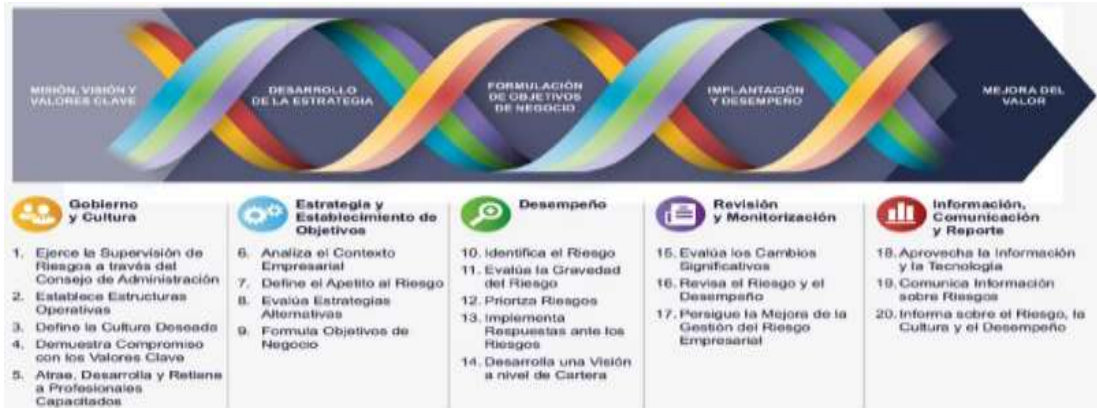 MISIÓN, VISIÓN Y
VALORES CLAVE
DESARROLLO
DE LA ESTRATEGIA
FORMULACIÓN
DE OBJETIVOS
DE NEGOCIO
IMPLANTACIÓN
Y DESEMPEÑO
MEJORA DEL
VALOR
Gobierno
y Cultura
1. Ejerce la Supervisión de
Riesgos a través del
Consejo de Administración
2. Establece Estructuras
Operativas
3. Define la Cultura Deseada
4. Demuestra Compromiso
con los Valores Clave
5. Atrae, Desarrolla y Retiene
a Profesionales
Capacitados
Estrategia y
Establecimiento de
Objetivos
6. Analiza el Contexto
Empresarial
7. Define el Apetito al Riesgo
8. Evalúa Estrategias
Alternativas
9. Formula Objetivos de
Negocio
Desempeño
10. Identifica el Riesgo
11. Evalúa la Gravedad
del Riesgo
12. Prioriza Riesgos
13. Implementa
Respuestas ante los
Riesgos
14. Desarrolla una Visión
a nivel de Cartera
Revisión
y Monitorización
15. Evalúa los Cambios
Significativos
16. Revisa el Riesgo y el
Desempeño
17. Persigue la Mejora de la
Gestión del Riesgo
Empresarial
Información,
Comunicación
y Reporte
18. Aprovecha la Información
y la Tecnología
19. Comunica Información
sobre Riesgos
20. Informa sobre el Riesgo, la
Cultura y el Desempeño